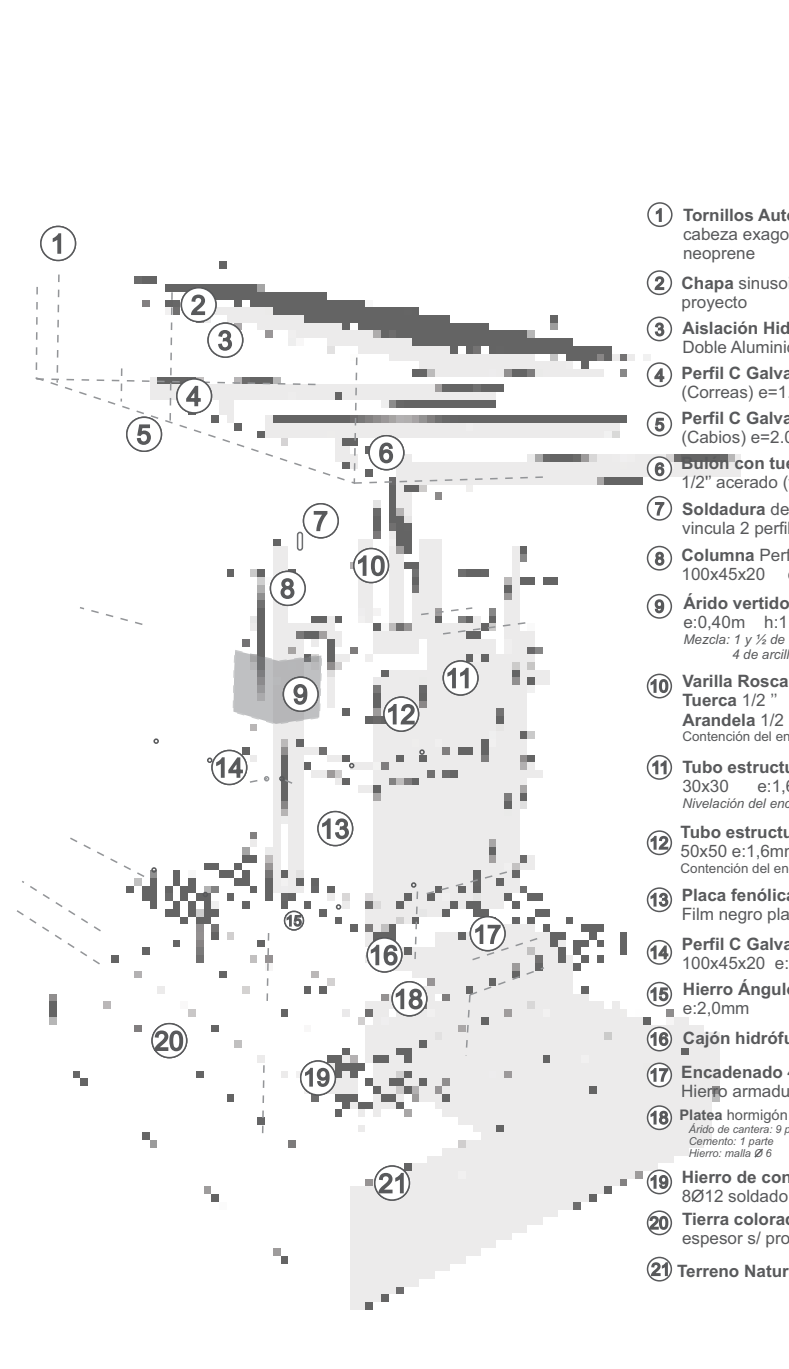 1
2
3
4
5
6
7
8
9
10
11
12
13
14
15
16
17
18
19
20
21
1 Tornillos Auto
cabeza exago
neoprene
2 Chapa sinuso
proyecto
3 Aislación Hid
Doble Alumini
4 Perfil C Galva
(Correas) e=1
5 Perfil C Galva
(Cabios) e=2.0
6 Bulón con tue
1/2" acerado (
7 Soldadura de
vincula 2 perfil
8 Columna Perf
100x45x20
9 Árido vertido
e:0,40m h:1
Mezcla: 1 y ½ de
4 de arcill
10 Varilla Rosca
Tuerca 1/2 "
Arandela 1/2
Contención del en
11 Tubo estructu
30x30 e:1,6
Nivelación del enc
12 Tubo estructu
50x50 e:1,6mr
Contención del en
13 Placa fenólica
Film negro pla
14 Perfil C Galva
100x45x20 e:
15 Hierro Ángulo
e:2,0mm
16 Cajón hidrófu
17 Encadenado
Hierro armadu
18 Platea hormigón
Árido de cantera: 9 p
Cemento: 1 parte
Hierro: malla Ø 6
19 Hierro de con
8Ø12 soldado
20 Tierra colorad
espesor s/ pro
21 Terreno Natur